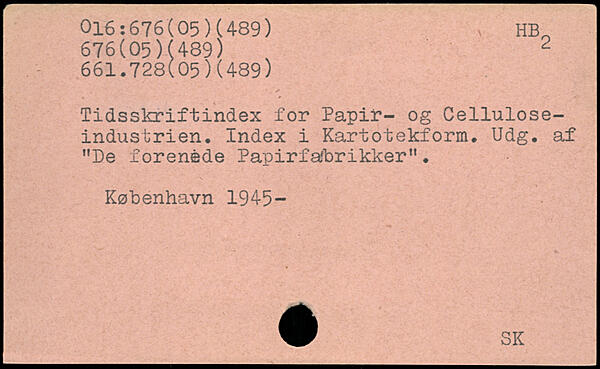 016:676(05)(489) HB2
676(05)(489)
661.728(05)(489)
Tidsskriftindex for Papir- og Cellulose-
industrien. Index i Kartotekform. Udg. af
"De forenede Papirfabrikker".
København 1945-
SK